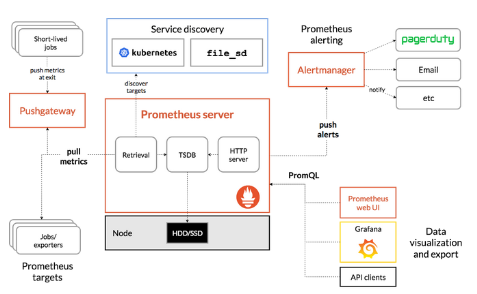 Short-lived
jobs
push metrics
at exit
Pushgateway
Service discovery
kubernetes
file_sd
discover
targets
Prometheus
alerting
Alertmanager
pagerduty
Email
etc
notify
Prometheus server
Retrieval
TSDB
HTTP
server
pull
metrics
push
alerts
PromQL
Node
HDD/SSD
Jobs/
exporters
Prometheus
targets
Prometheus
web UI
Grafana
API clients
Data
visualization
and export